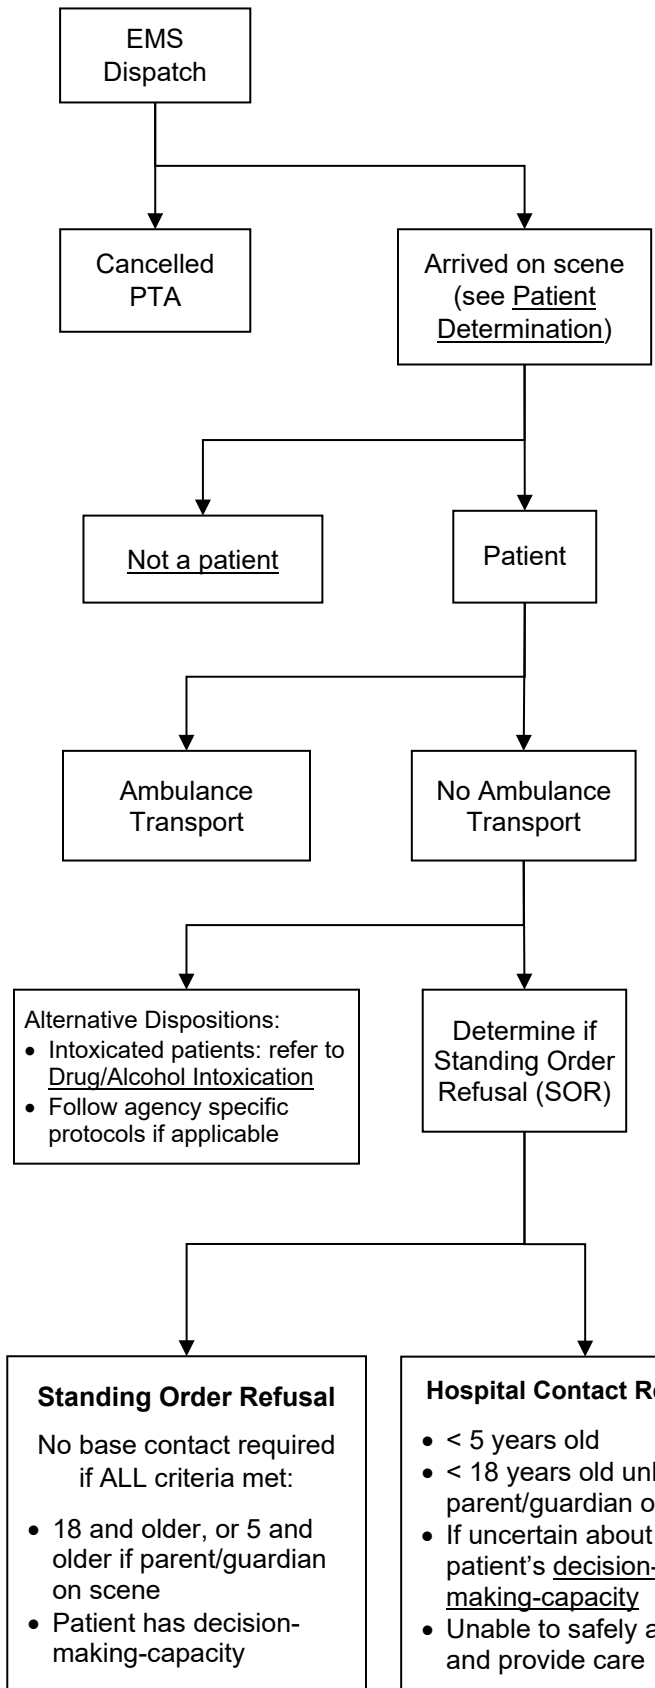 EMS
Dispatch
Cancelled
PTA
Arrived on scene
(see Patient
Determination)
Not a patient
Patient
Ambulance
Transport
No Ambulance
Transport
Alternative Dispositions:
• Intoxicated patients: refer to
Drug/Alcohol Intoxication
• Follow agency specific
protocols if applicable
Determine if
Standing Order
Refusal (SOR)
Standing Order Refusal
No base contact required
if ALL criteria met:
• 18 and older, or 5 and
older if parent/guardian
on scene
• Patient has decision-
making-capacity
Hospital Contact
• < 5 years old
• < 18 years old
parent/guardian
• If uncertain about
patient's decision-
making-capacity
• Unable to safely
and provide care